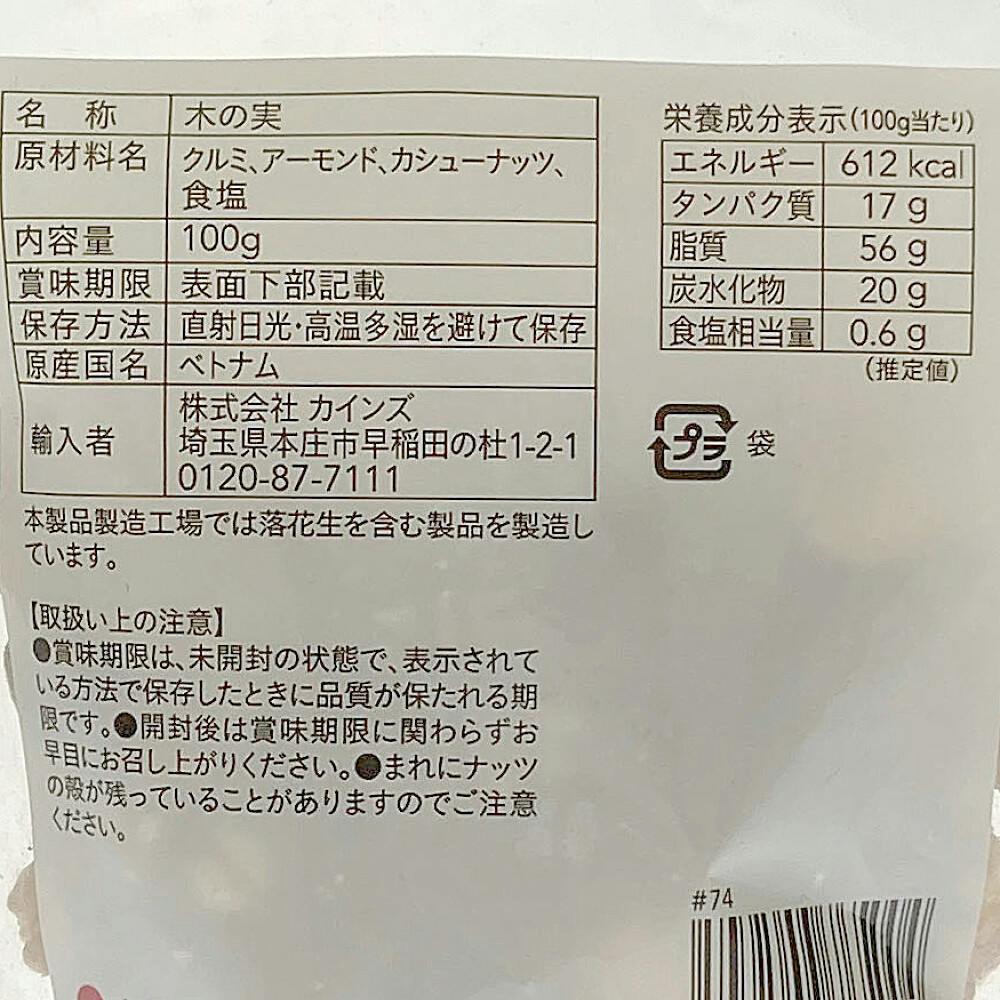 名 称 木の実
原材料名 クルミ、アーモンド、カシューナッツ、
食塩
内容量 100g
賞味期限 表面下部記載
保存方法 直射日光・高温多湿を避けて保存
原産国名 ベトナム
輸入者 株式会社 カインズ
埼玉県本庄市早稲田の杜1-2-1
0120-87-7111
本製品製造工場では落花生を含む製品を製造し
ています。
【取扱い上の注意】
●賞味期限は、未開封の状態で、表示されて
いる方法で保存したときに品質が保たれる期
限です。●開封後は賞味期限に関わらずお
早目にお召し上がりください。●まれにナッツ
の殻が残っていることがありますのでご注意
ください。
栄養成分表示(100g当たり)
エネルギー 612 kcal
タンパク質 17 g
脂質 56 g
炭水化物 20 g
食塩相当量 0.6 g
(推定値)
プラ 袋
#74